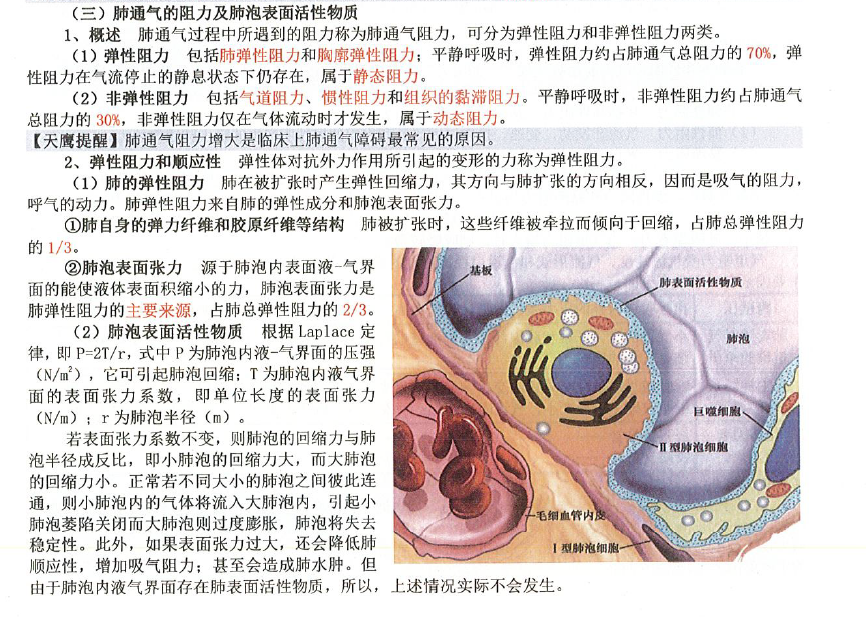 （三）肺通气的阻力及肺泡表面活性物质
1、概述　肺通气过程中所遇到的阻力称为肺通气阻力，可分为弹性阻力和非弹性阻力两类。
（1）弹性阻力　包括肺弹性阻力和胸廓弹性阻力；平静呼吸时，弹性阻力约占肺通气总阻力的 70%，弹
性阻力在气流停止的静息状态下仍存在，属于静态阻力。
（2）非弹性阻力　包括气道阻力、惯性阻力和组织的黏滞阻力。平静呼吸时，非弹性阻力约占肺通气
总阻力的 30%，非弹性阻力仅在气体流动时才发生，属于动态阻力。
【天鹰提醒】肺通气阻力增大是临床上肺通气障碍最常见的原因。
2、弹性阻力和顺应性　弹性体对抗外力作用所引起的变形的力称为弹性阻力。
（1）肺的弹性阻力　肺在被扩张时产生弹性回缩力，其方向与肺扩张的方向相反，因而是吸气的阻力，
呼气的动力。肺弹性阻力来自肺的弹性成分和肺泡表面张力。
①肺自身的弹力纤维和胶原纤维等结构　肺被扩张时，这些纤维被牵拉而倾向于回缩，占肺总弹性阻力
的 1/3。
②肺泡表面张力　源于肺泡内表面液-气界
面的能使液体表面积缩小的力，肺泡表面张力是
肺弹性阻力的主要来源，占肺总弹性阻力的 2/3。
（2）肺泡表面活性物质　根据 Laplace 定
律，即 P=2T/r，式中 P 为肺泡内液-气界面的压强
（N/m²），它可引起肺泡回缩；T 为肺泡内液气界
面的表面张力系数，即单位长度的表面张力
（N/m）；r 为肺泡半径（m）。
若表面张力系数不变，则肺泡的回缩力与肺
泡半径成反比，即小肺泡的回缩力大，而大肺泡
的回缩力小。正常若不同大小的肺泡之间彼此连
通，则小肺泡内的气体将流入大肺泡内，引起小
肺泡萎陷关闭而大肺泡则过度膨胀，肺泡将失去
稳定性。此外，如果表面张力过大，还会降低肺
顺应性，增加吸气阻力；甚至会造成肺水肿。但
由于肺泡内液气界面存在肺表面活性物质，所以，上述情况实际不会发生。
基板
肺表面活性物质
肺泡
巨噬细胞
Ⅱ型肺泡细胞
毛细血管内皮
Ⅰ型肺泡细胞